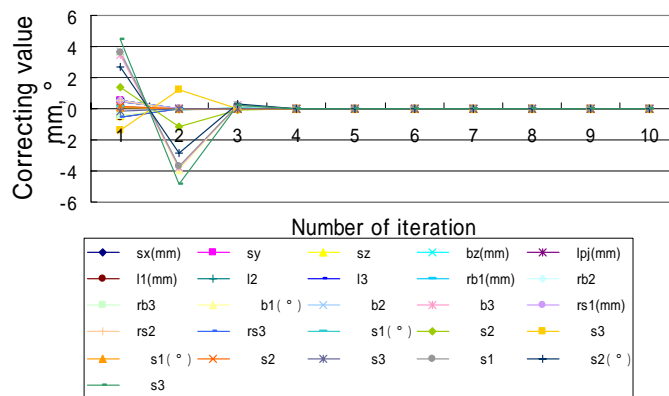 Correcting value
mm, °
6
4
2
0
-2
-4
-6
1 2 3 4 5 6 7 8 9 10
Number of iteration
sx(mm) sy sz bz(mm) lpj(mm)
l1(mm) l2 l3 rb1(mm) rb2
rb3 b1(°) b2 b3 rs1(mm)
rs2 rs3 s1(°) s2 s3
s1(°) s2 s3 s1 s2(°)
s3